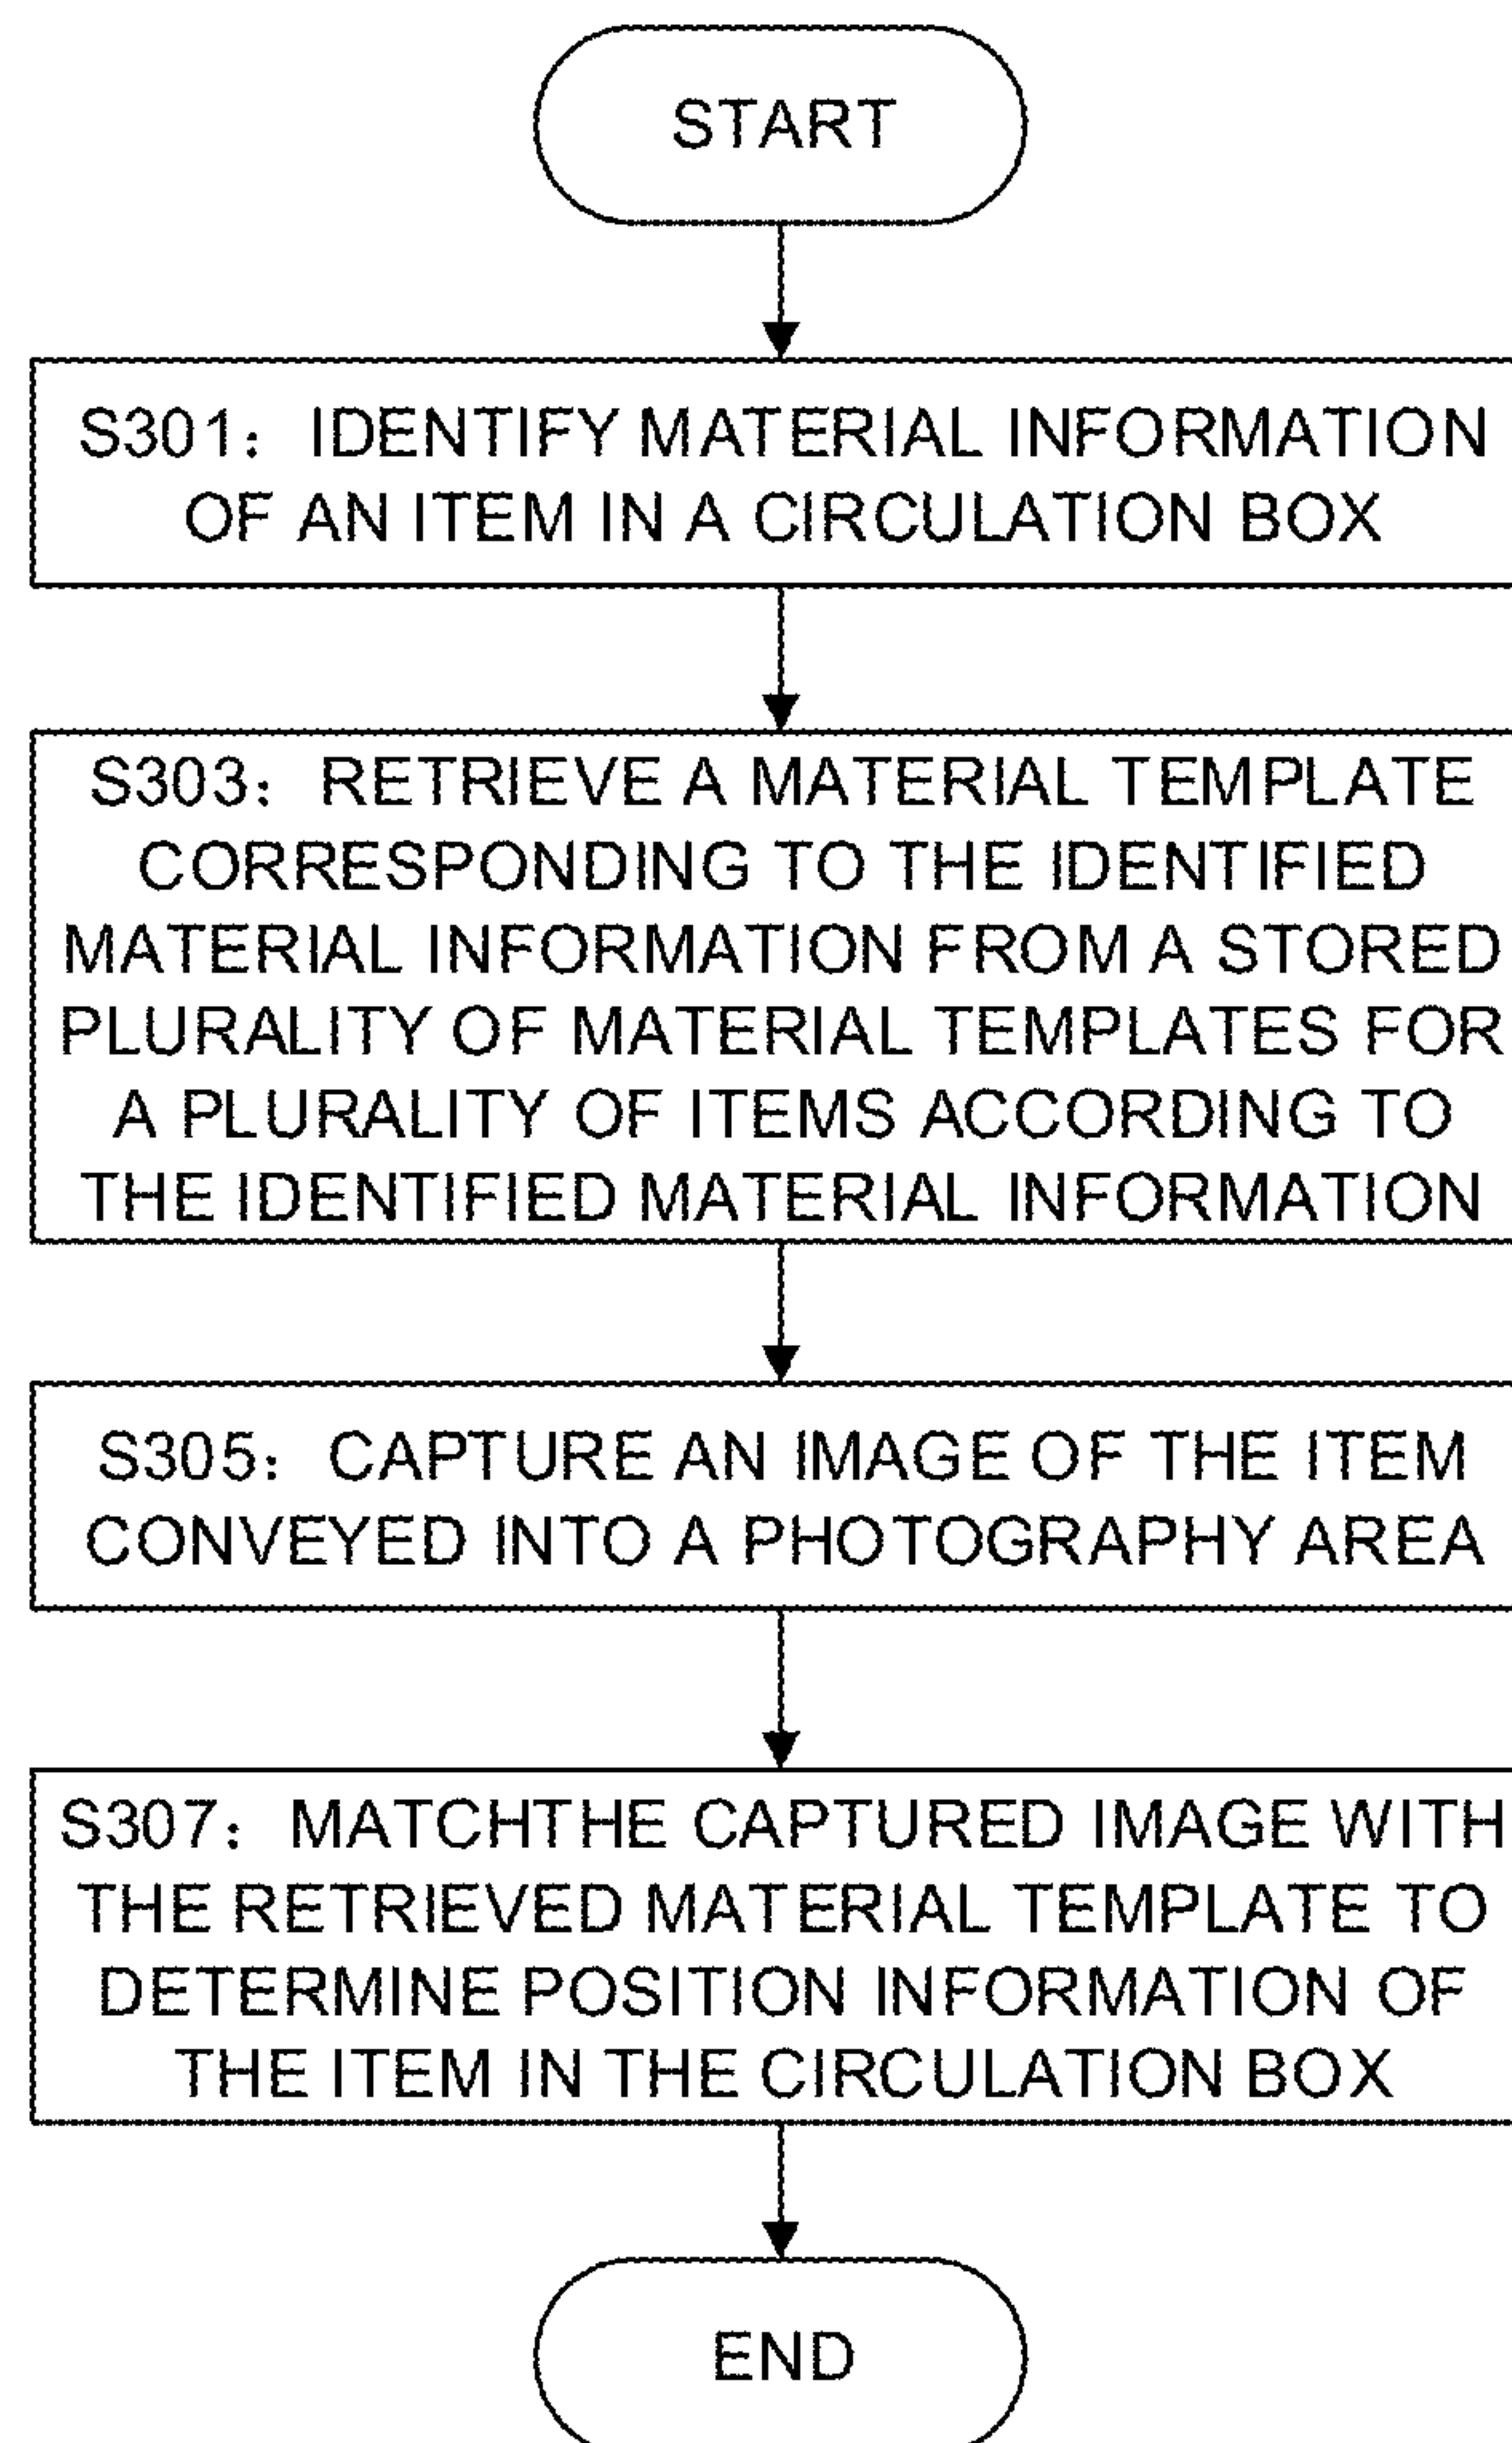 START
S301: IDENTIFY MATERIAL INFORMATION
OF AN ITEM IN A CIRCULATION BOX
S303: RETRIEVE A MATERIAL TEMPLATE
CORRESPONDING TO THE IDENTIFIED
MATERIAL INFORMATION FROM A STORED
PLURALITY OF MATERIAL TEMPLATES FOR
A PLURALITY OF ITEMS ACCORDING TO
THE IDENTIFIED MATERIAL INFORMATION
S305: CAPTURE AN IMAGE OF THE ITEM
CONVEYED INTO A PHOTOGRAPHY AREA
S307: MATCHTHE CAPTURED IMAGE WITH
THE RETRIEVED MATERIAL TEMPLATE TO
DETERMINE POSITION INFORMATION OF
THE ITEM IN THE CIRCULATION BOX
END